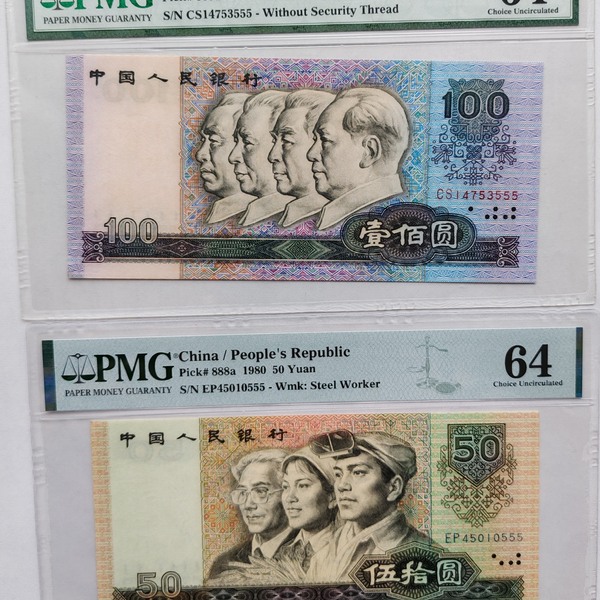 PMG
PAPER MONEY GUARANTY
S/N CS14753555 - Without Security Thread
Choice Uncirculated
中国人民银行
100
CS14753555
100
壹佰圆
PMG
PAPER MONEY GUARANTY
China / People's Republic
Pick# 888a 1980 50 Yuan
S/N EP45010555 - Wmk: Steel Worker
64
Choice Uncirculated
中国人民银行
50
EP45010555
50
伍拾圆